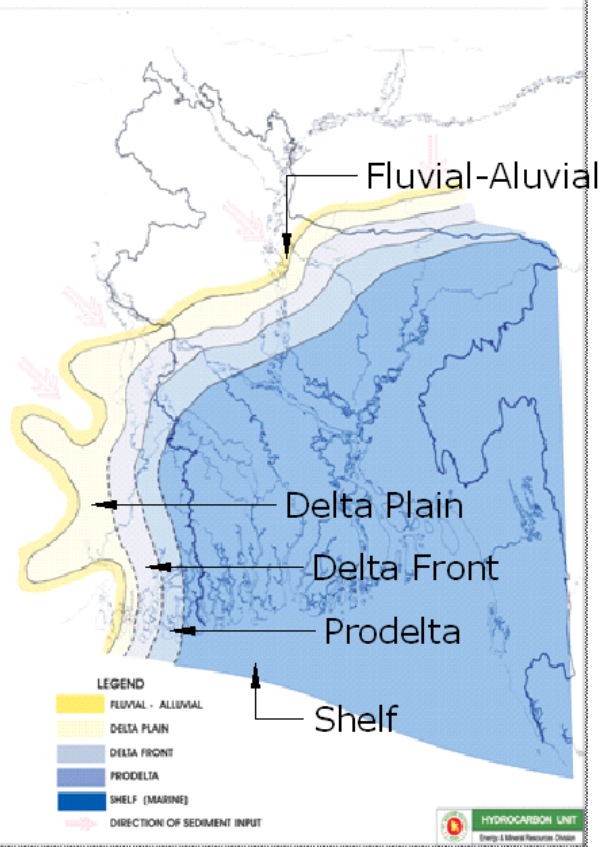 Fluvial-Aluvial
Delta Plain
Delta Front
Prodelta
Shelf
LEGEND
FLUVIAL - ALLUVIAL
DELTA PLAIN
DELTA FRONT
PRODELTA
SHELF (MARINE)
DIRECTION OF SEDIMENT INPUT
HYDROCARBON UNIT
Energy & Mineral Resources Division